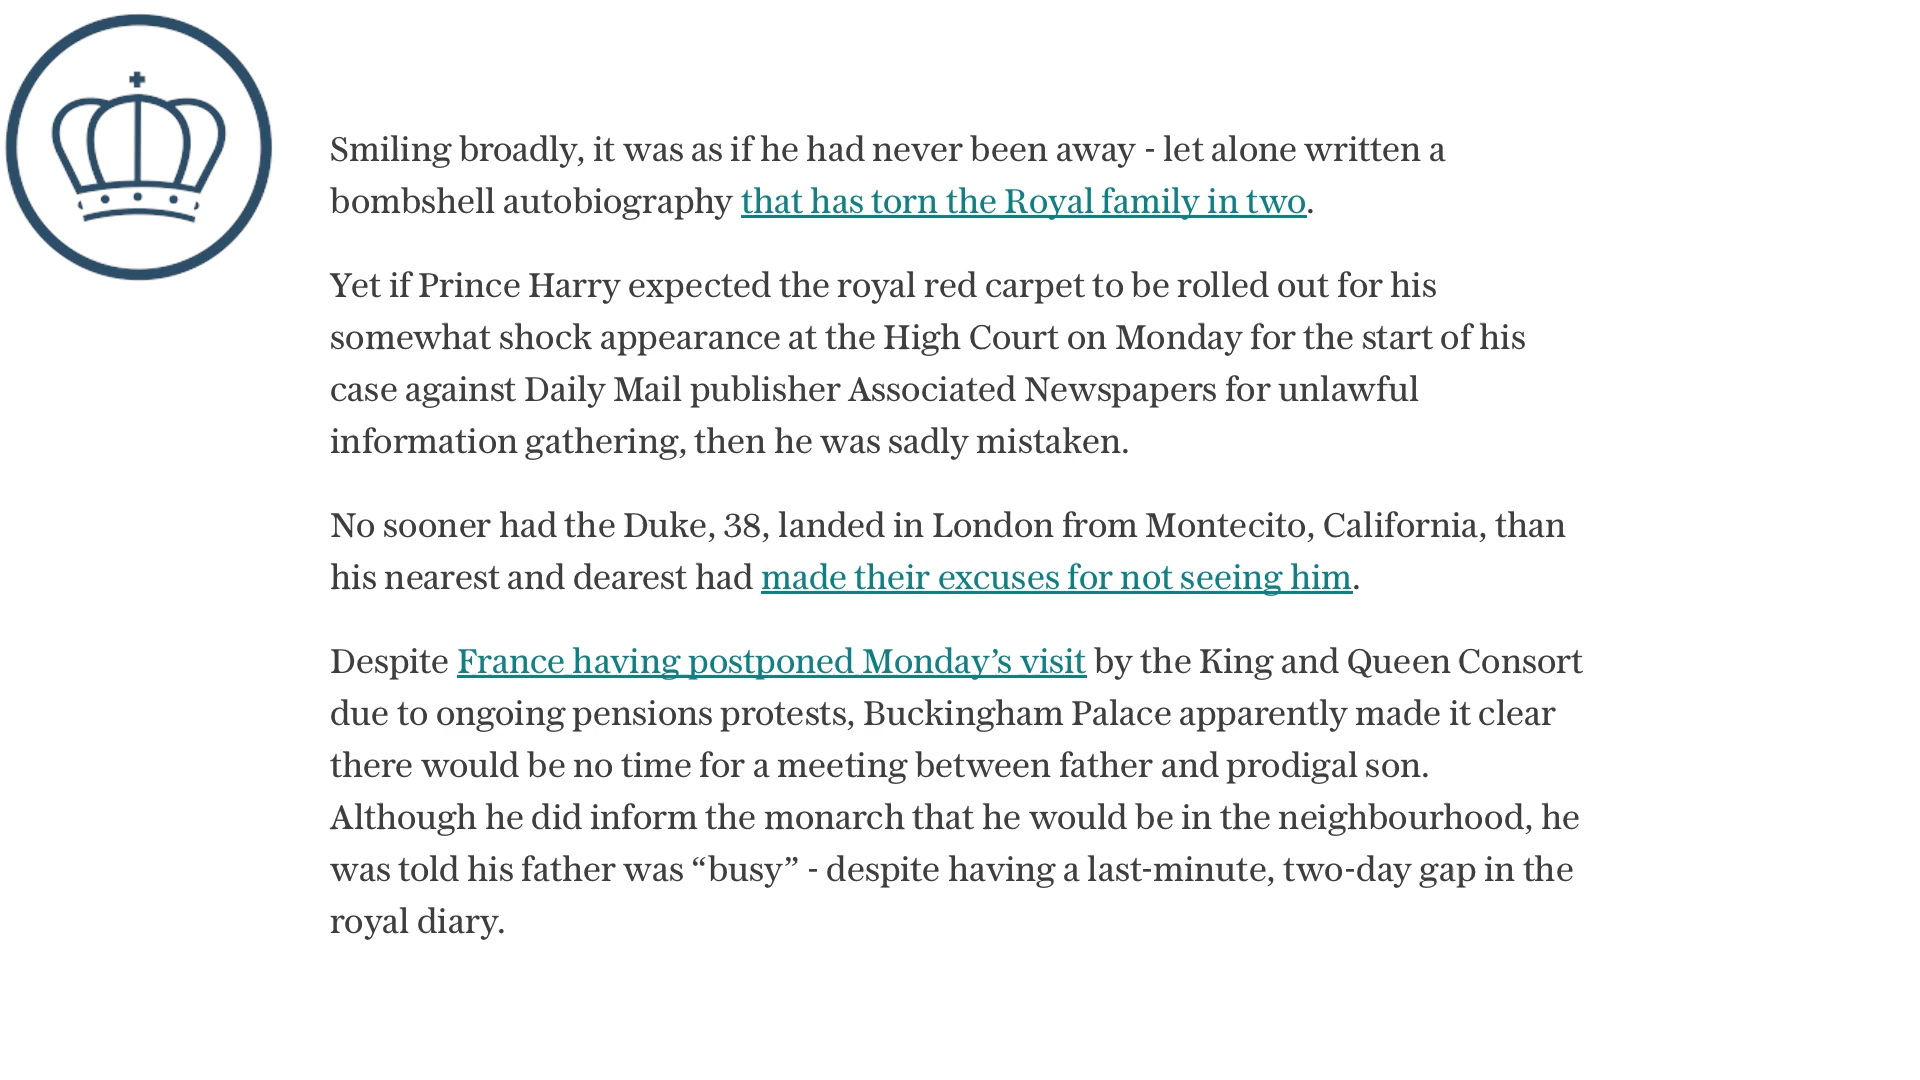 Smiling broadly, it was as if he had never been away - let alone written a
bombshell autobiography that has torn the Royal family in two.
Yet if Prince Harry expected the royal red carpet to be rolled out for his
somewhat shock appearance at the High Court on Monday for the start of his
case against Daily Mail publisher Associated Newspapers for unlawful
information gathering, then he was sadly mistaken.
No sooner had the Duke, 38, landed in London from Montecito, California, than
his nearest and dearest had made their excuses for not seeing him.
Despite France having postponed Monday’s visit by the King and Queen Consort
due to ongoing pensions protests, Buckingham Palace apparently made it clear
there would be no time for a meeting between father and prodigal son.
Although he did inform the monarch that he would be in the neighbourhood, he
was told his father was “busy” - despite having a last-minute, two-day gap in the
royal diary.